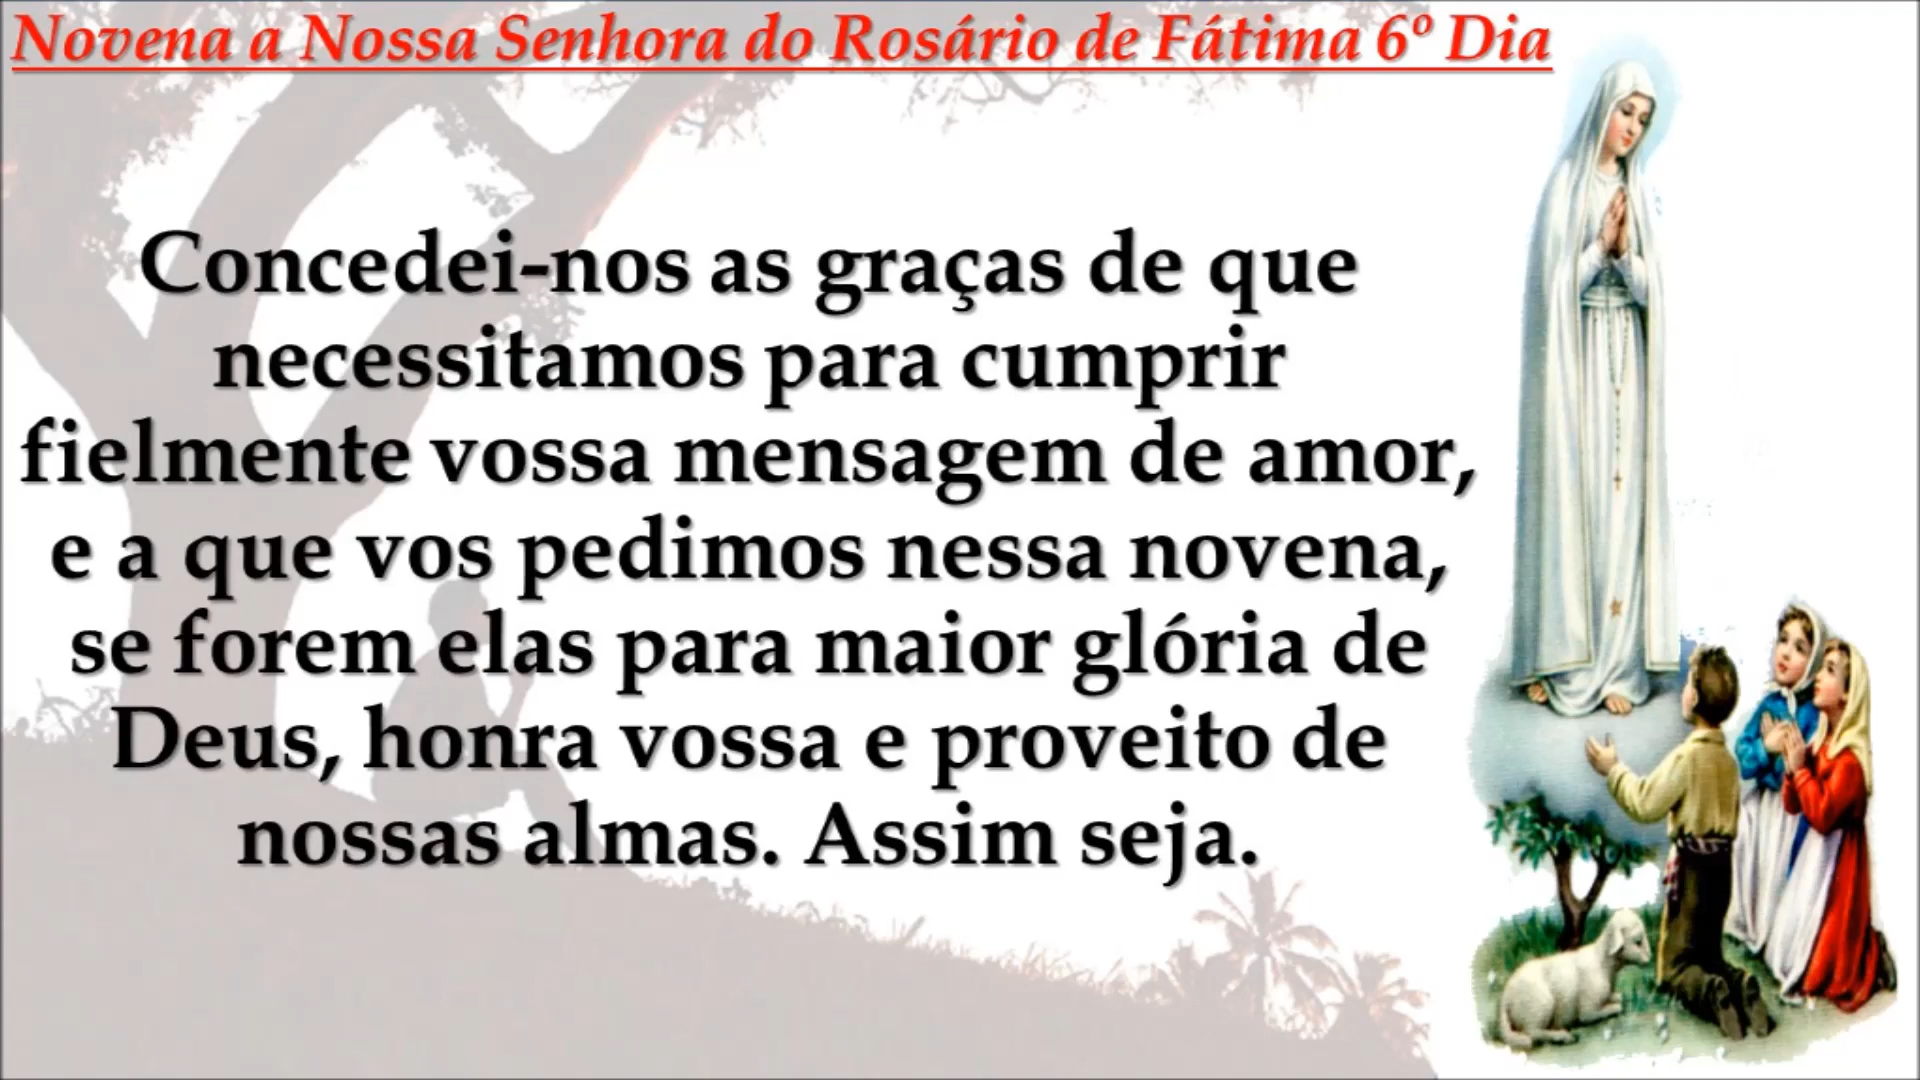 Novena a Nossa Senhora do Rosário de Fátima 6º Dia
Concedei-nos as graças de que
necessitamos para cumprir
fielmente vossa mensagem de amor,
e a que vos pedimos nessa novena,
se forem elas para maior glória de
Deus, honra vossa e proveito de
nossas almas. Assim seja.